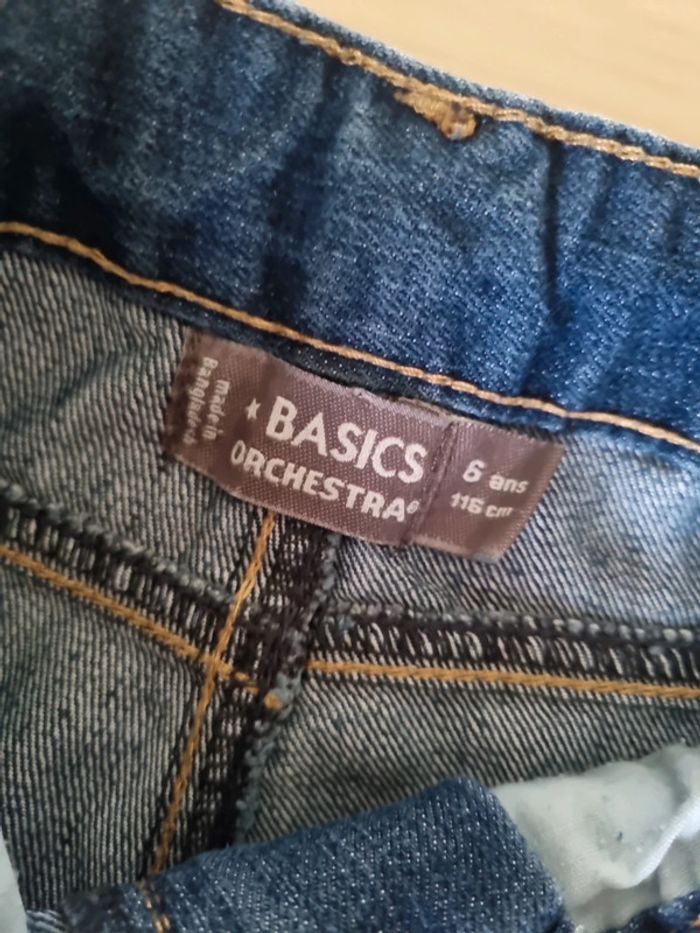 made in
Bangladesh
BASICS
ORCHESTRA®
6 ans
116 cm